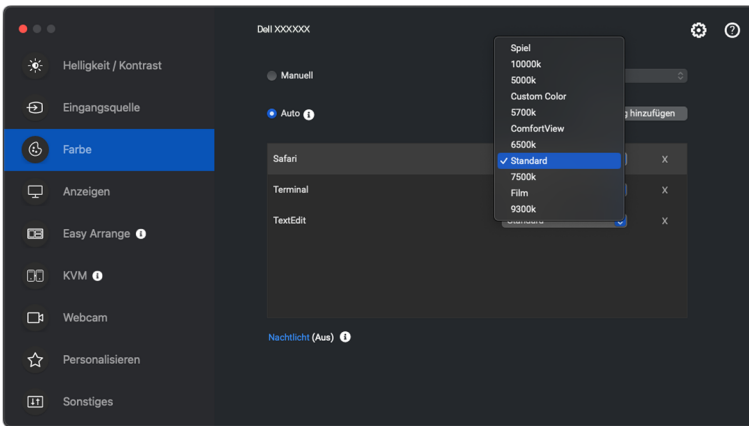 Dell XXXXXX
Helligkeit / Kontrast
Eingangsquelle
Farbe
Anzeigen
Easy Arrange
KVM
Webcam
Personalisieren
Sonstiges
Manuell
Auto
hinzufügen
Safari
X
Terminal
X
TextEdit
Standard
X
Spiel
10000k
5000k
Custom Color
5700k
ComfortView
6500k
✓ Standard
7500k
Film
9300k
Nachtlicht (Aus)